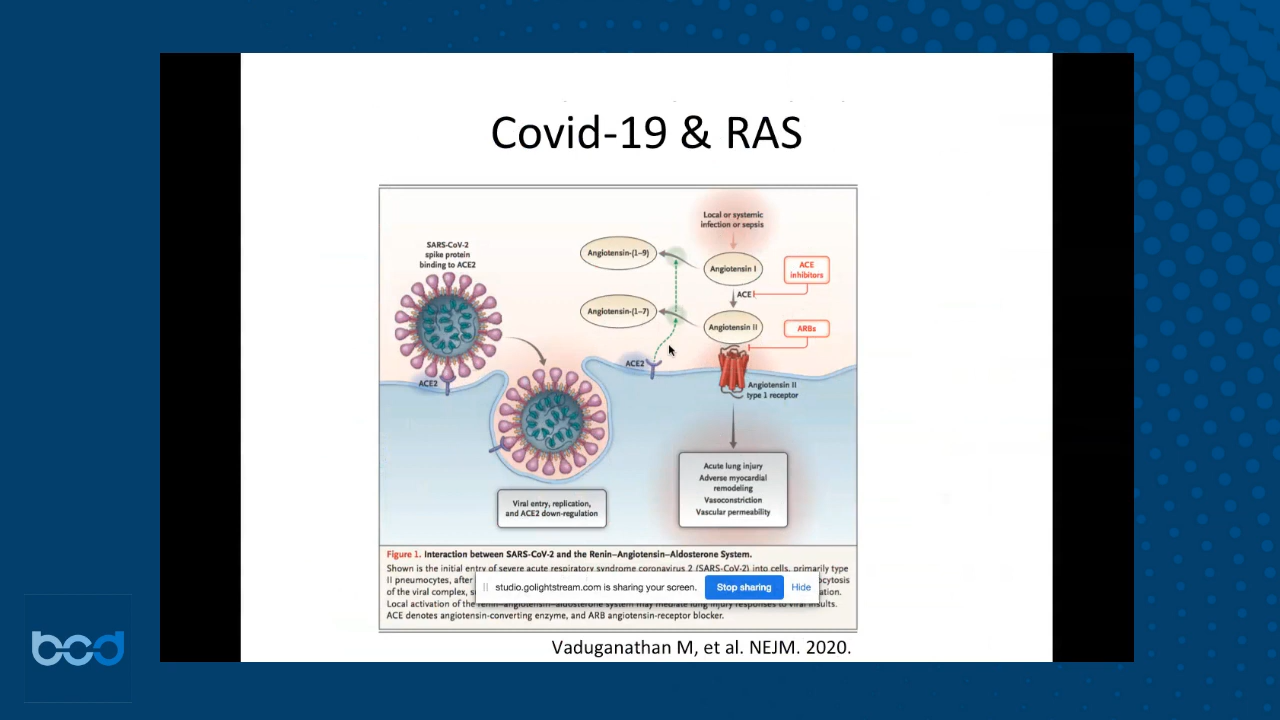 Covid-19 & RAS
Local or systemic
infection or sepsis
SARS-CoV-2
spike protein
binding to ACE2
Angiotensin-(1–9)
Angiotensin I
ACE
inhibitors
ACE
Angiotensin-(1–7)
Angiotensin II
ARBs
ACE2
ACE2
Angiotensin II
type 1 receptor
Acute lung injury
Adverse myocardial
remodeling
Vasoconstriction
Vascular permeability
Viral entry, replication,
and ACE2 down-regulation
Figure 1. Interaction between SARS-CoV-2 and the Renin–Angiotensin–Aldosterone System.
Shown is the initial entry of severe acute respiratory syndrome coronavirus 2 (SARS-CoV-2) into cells, primarily type
II pneumocytes, after
of the viral complex,
Local activation of the renin–angiotensin–aldosterone system may mediate lung injury responses to viral insults.
ACE denotes angiotensin-converting enzyme, and ARB angiotensin-receptor blocker.
studio.golightstream.com is sharing your screen.
Stop sharing
Hide
Vaduganathan M, et al. NEJM. 2020.
bcd